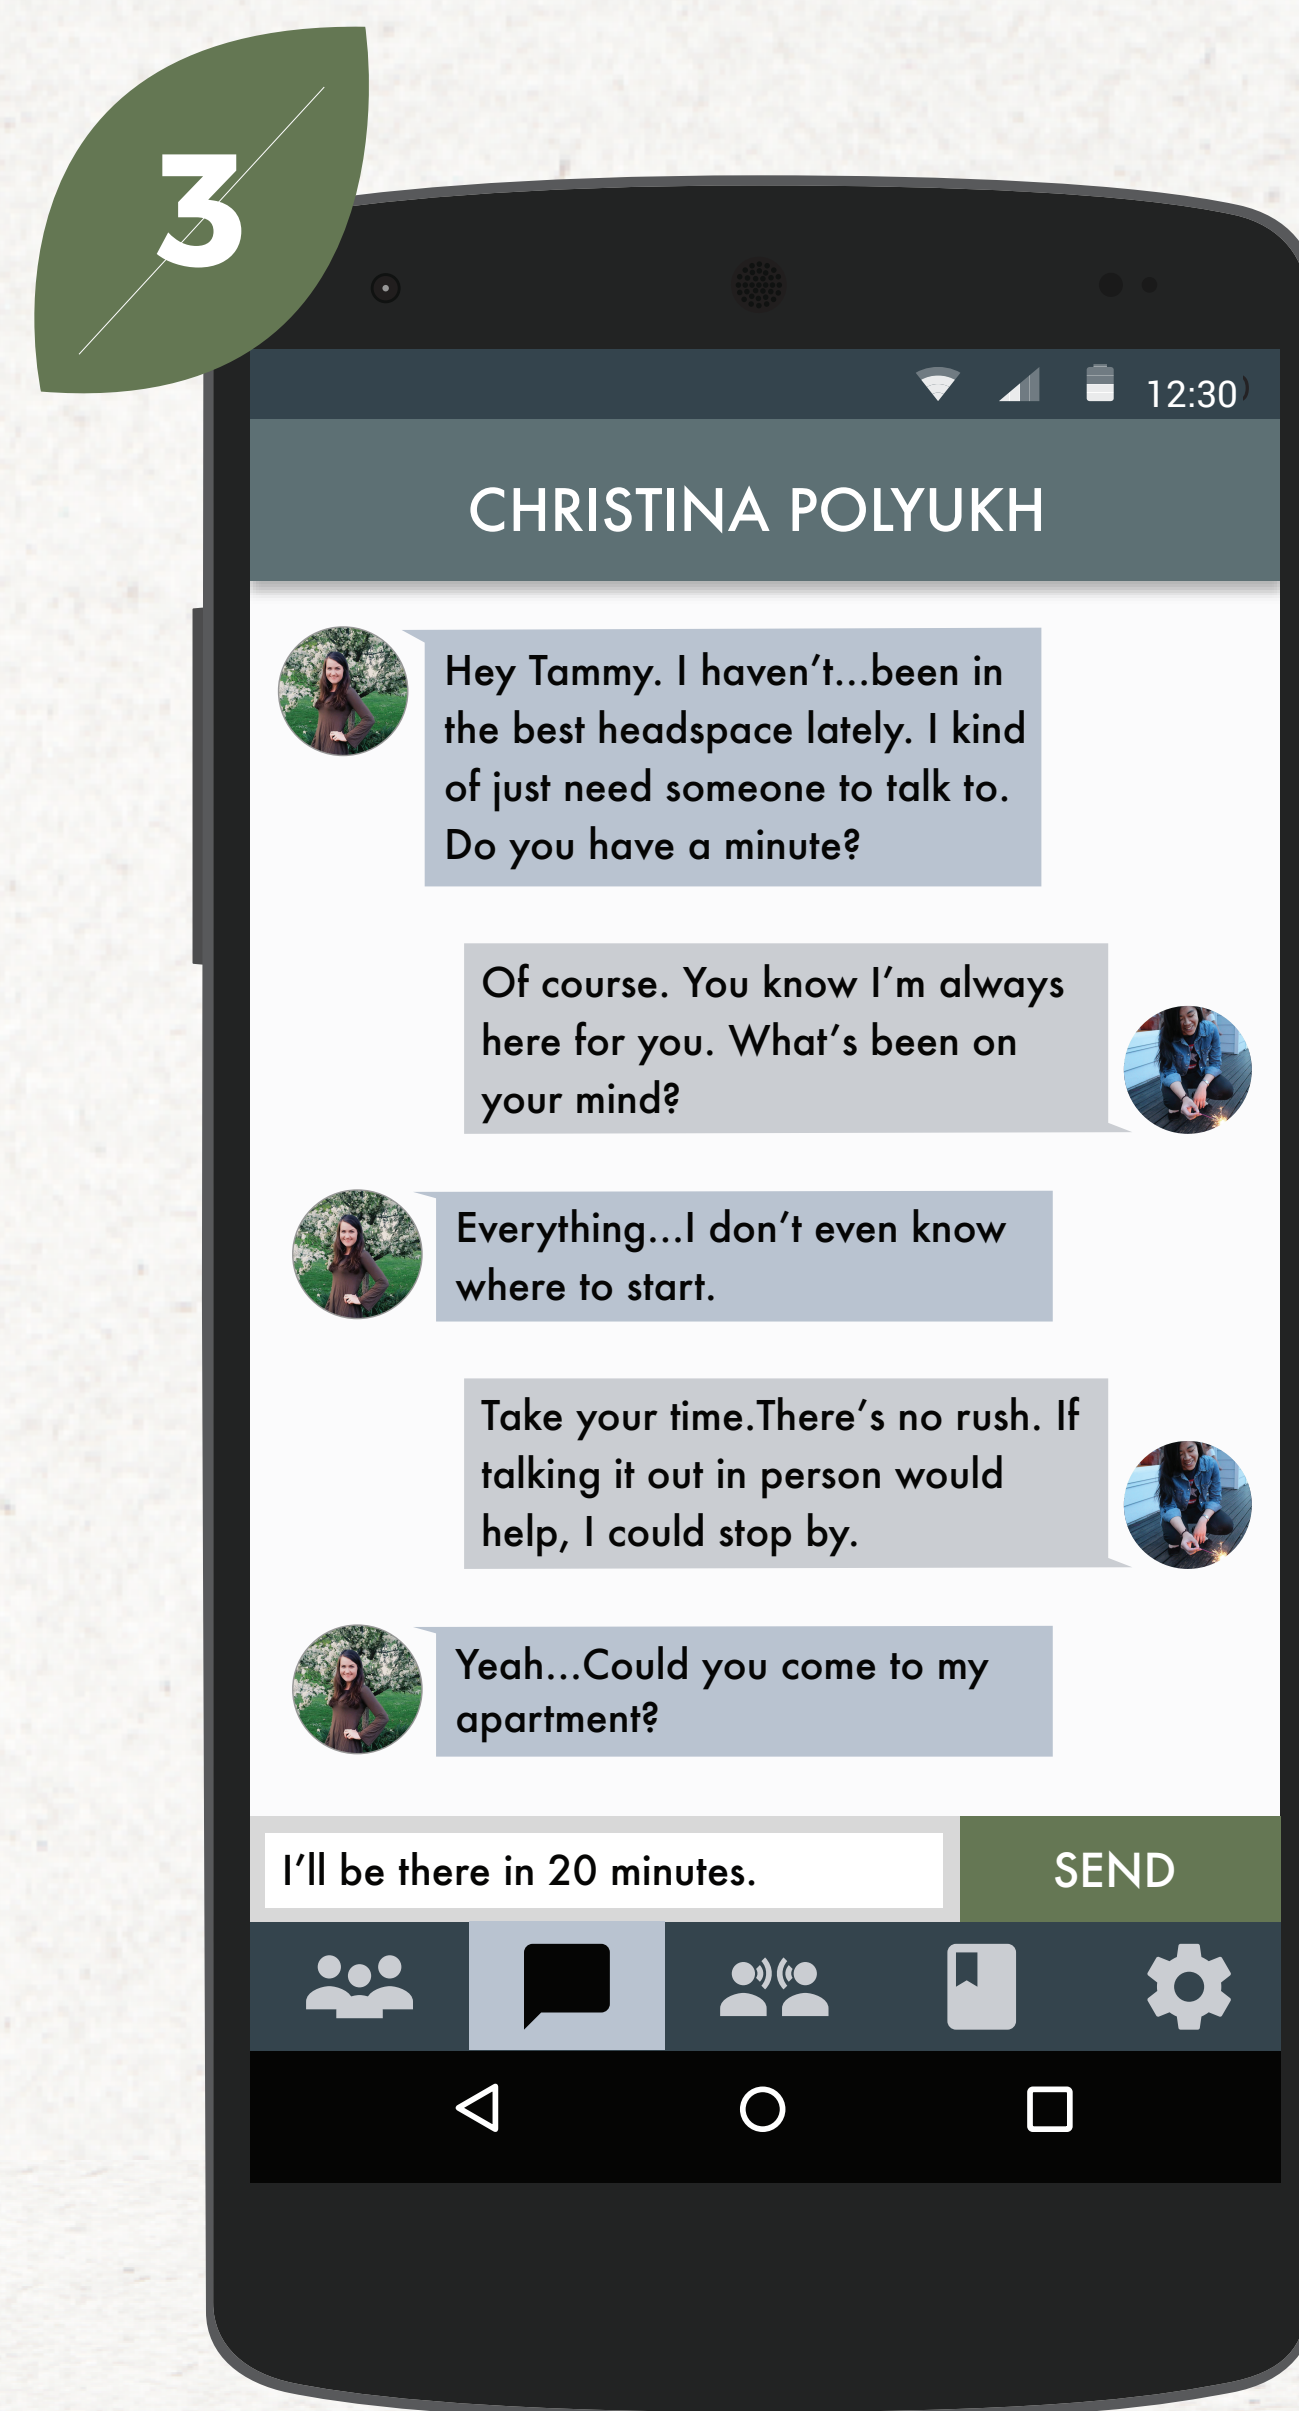 3
12:30
CHRISTINA POLYUKH
Hey Tammy. I haven’t...been in
the best headspace lately. I kind
of just need someone to talk to.
Do you have a minute?
Of course. You know I’m always
here for you. What’s been on
your mind?
Everything...I don’t even know
where to start.
Take your time.There’s no rush. If
talking it out in person would
help, I could stop by.
Yeah...Could you come to my
apartment?
I’ll be there in 20 minutes.
SEND